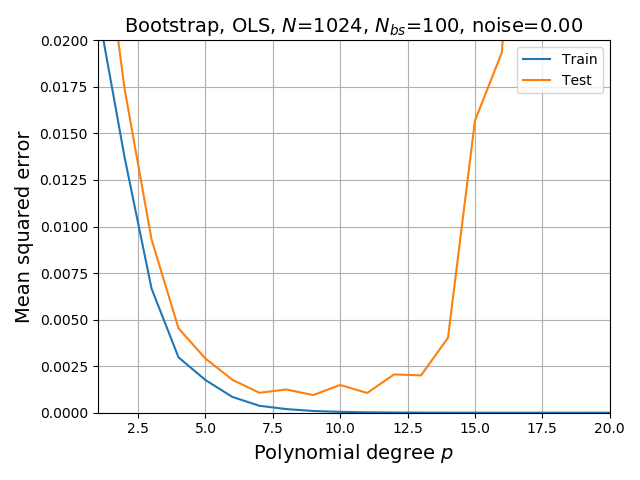 Bootstrap, OLS, N=1024, N_bs=100, noise=0.00
Train
Test
Mean squared error
0.0200
0.0175
0.0150
0.0125
0.0100
0.0075
0.0050
0.0025
0.0000
2.5 5.0 7.5 10.0 12.5 15.0 17.5 20.0
Polynomial degree p